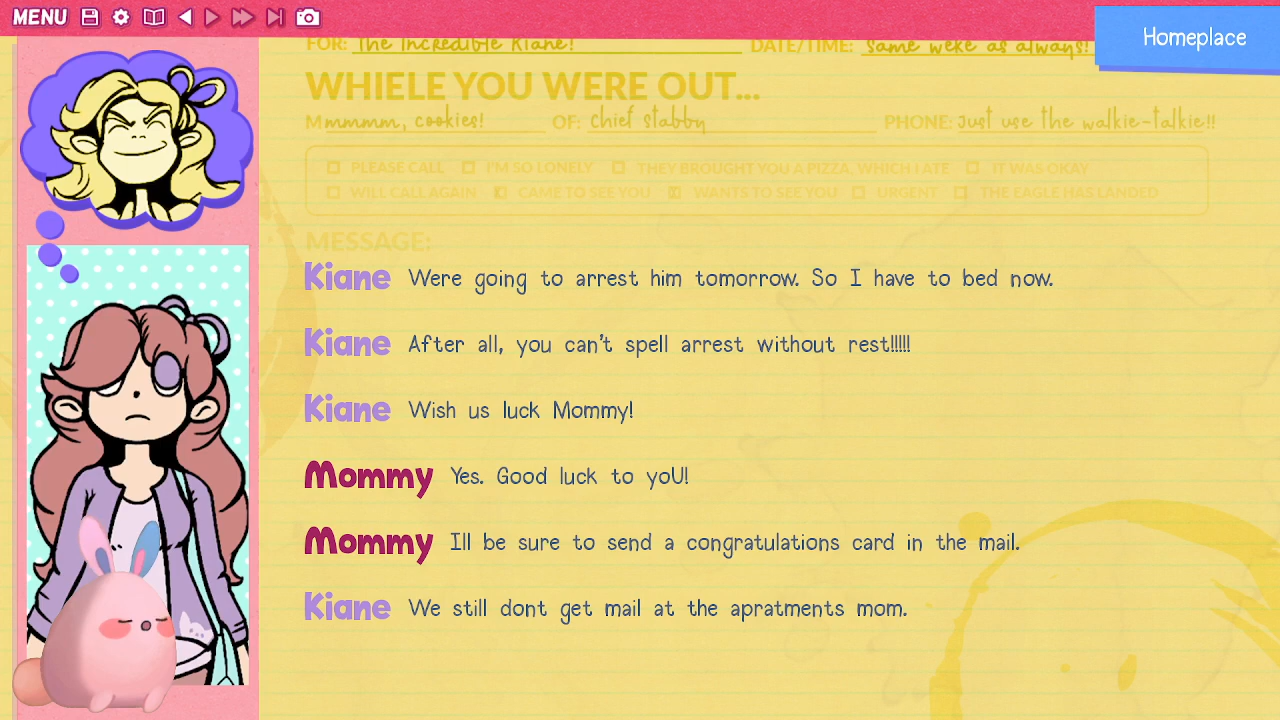 MENU
Homeplace
FOR: The Incredible Kiane! DATE/TIME: Same weke as always!
WHIELE YOU WERE OUT...
Mmmmm, cookies! OF: Chief Stabby PHONE: Just use the walkie-talkie!!
PLEASE CALL I'M SO LONELY THEY BROUGHT YOU A PIZZA, WHICH I ATE IT WAS OKAY
WILL CALL AGAIN CAME TO SEE YOU WANTS TO SEE YOU URGENT THE EAGLE HAS LANDED
MESSAGE:
Kiane Were going to arrest him tomorrow. So I have to bed now.
Kiane After all, you can't spell arrest without rest!!!!!
Kiane Wish us luck Mommy!
Mommy Yes. Good luck to yoU!
Mommy Ill be sure to send a congratulations card in the mail.
Kiane We still dont get mail at the apratments mom.